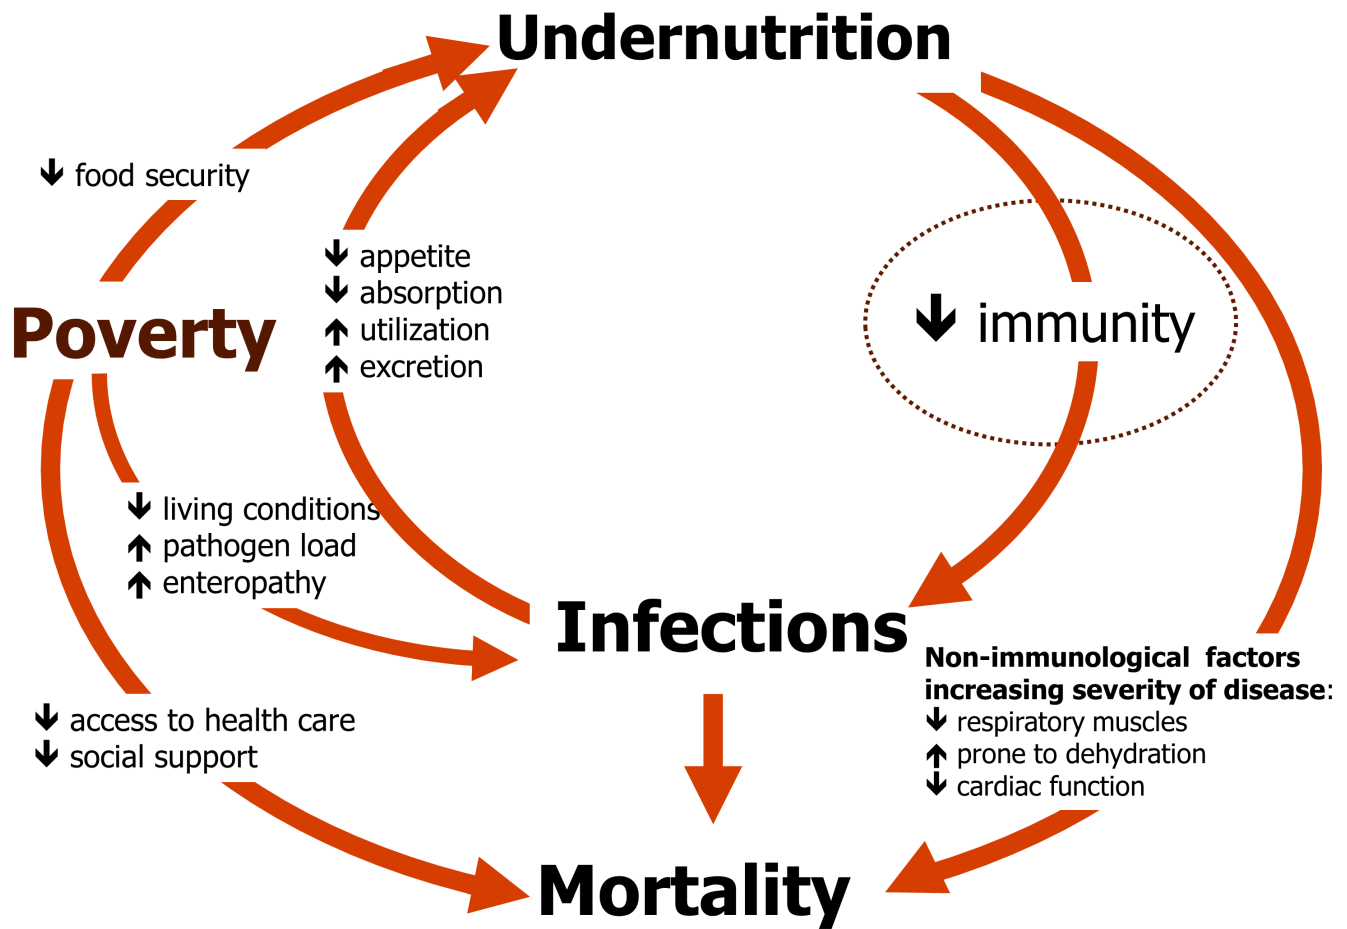 Undernutrition
↓ food security
↓ appetite
↓ absorption
↑ utilization
↑ excretion
Poverty
↓ immunity
↓ living conditions
↑ pathogen load
↑ enteropathy
Infections
Non-immunological factors
increasing severity of disease:
↓ respiratory muscles
↑ prone to dehydration
↓ cardiac function
↓ access to health care
↓ social support
Mortality